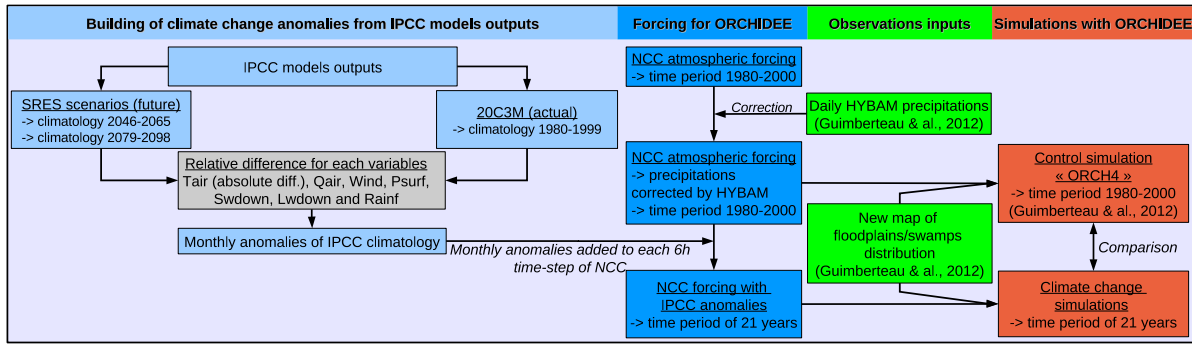 Building of climate change anomalies from IPCC models outputs
Forcing for ORCHIDEE
Observations inputs
Simulations with ORCHIDEE
IPCC models outputs
SRES scenarios (future)
-> climatology 2046-2065
-> climatology 2079-2098
20C3M (actual)
-> climatology 1980-1999
Relative difference for each variables
Tair (absolute diff.), Qair, Wind, Psurf,
Swdown, Lwdown and Rainf
Monthly anomalies of IPCC climatology
Monthly anomalies added to each 6h
time-step of NCC
NCC atmospheric forcing
-> time period 1980-2000
Correction
Daily HYBAM precipitations
(Guimberteau & al., 2012)
NCC atmospheric forcing
-> precipitations
corrected by HYBAM
-> time period 1980-2000
New map of
floodplains/swamps
distribution
(Guimberteau & al., 2012)
NCC forcing with
IPCC anomalies
-> time period of 21 years
Control simulation
« ORCH4 »
-> time period 1980-2000
(Guimberteau & al., 2012)
Comparison
Climate change
simulations
-> time period of 21 years